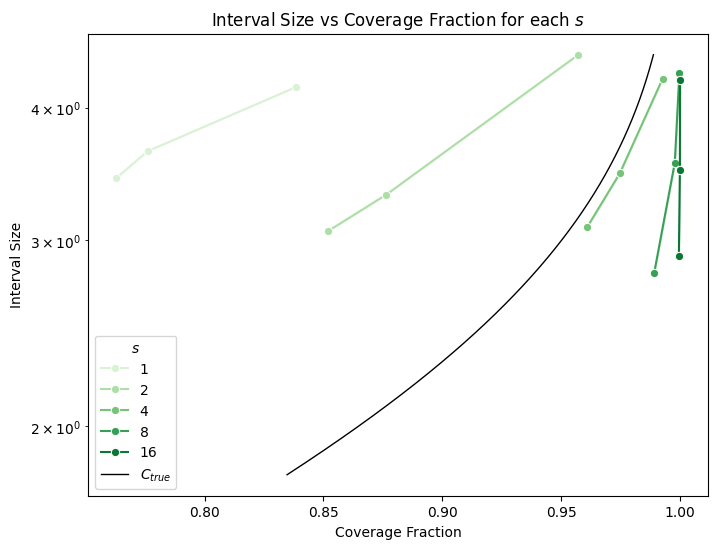 Interval Size vs Coverage Fraction for each s
Interval Size
4 × 10⁰
3 × 10⁰
2 × 10⁰
s
1
2
4
8
16
C_true
0.80 0.85 0.90 0.95 1.00
Coverage Fraction